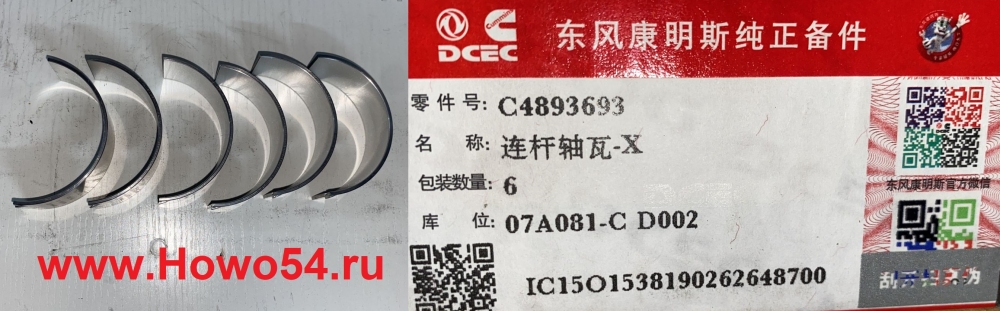 www.Howo54.ru
Cummins
DCEC
东风康明斯纯正备件
零 件 号: C4893693
名 称: 连杆轴瓦-X
包装数量: 6
库 位: 07A081-C D002
IC15O1538190262648700
东风康明斯官方微信